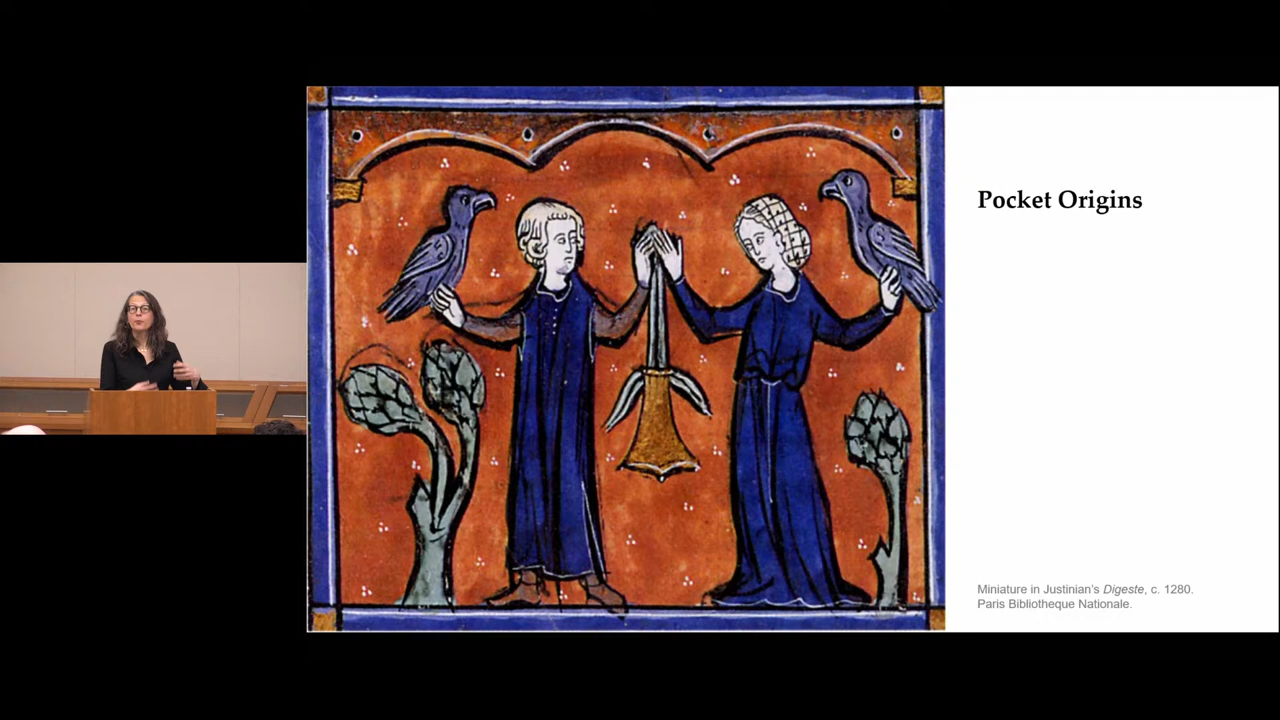 Pocket Origins
Miniature in Justinian's Digeste, c. 1280.
Paris Bibliotheque Nationale.